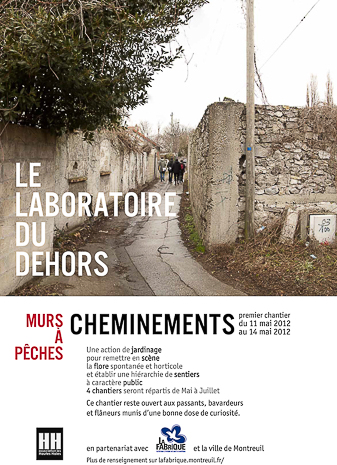 LE
LABORATOIRE
DU
DEHORS
MURS
À
PÊCHES
CHEMINEMENTS
premier chantier
du 11 mai 2012
au 14 mai 2012
Une action de jardinage
pour remettre en scène
la flore spontanée et horticole
et établir une hiérarchie de sentiers
à caractère public
4 chantiers seront répartis de Mai à Juillet
Ce chantier reste ouvert aux passants, bavardeurs
et flâneurs munis d'une bonne dose de curiosité.
HH
en partenariat avec
LA FABRIQUE
et la ville de Montreuil
Plus de renseignement sur lafabrique.montreuil.fr/